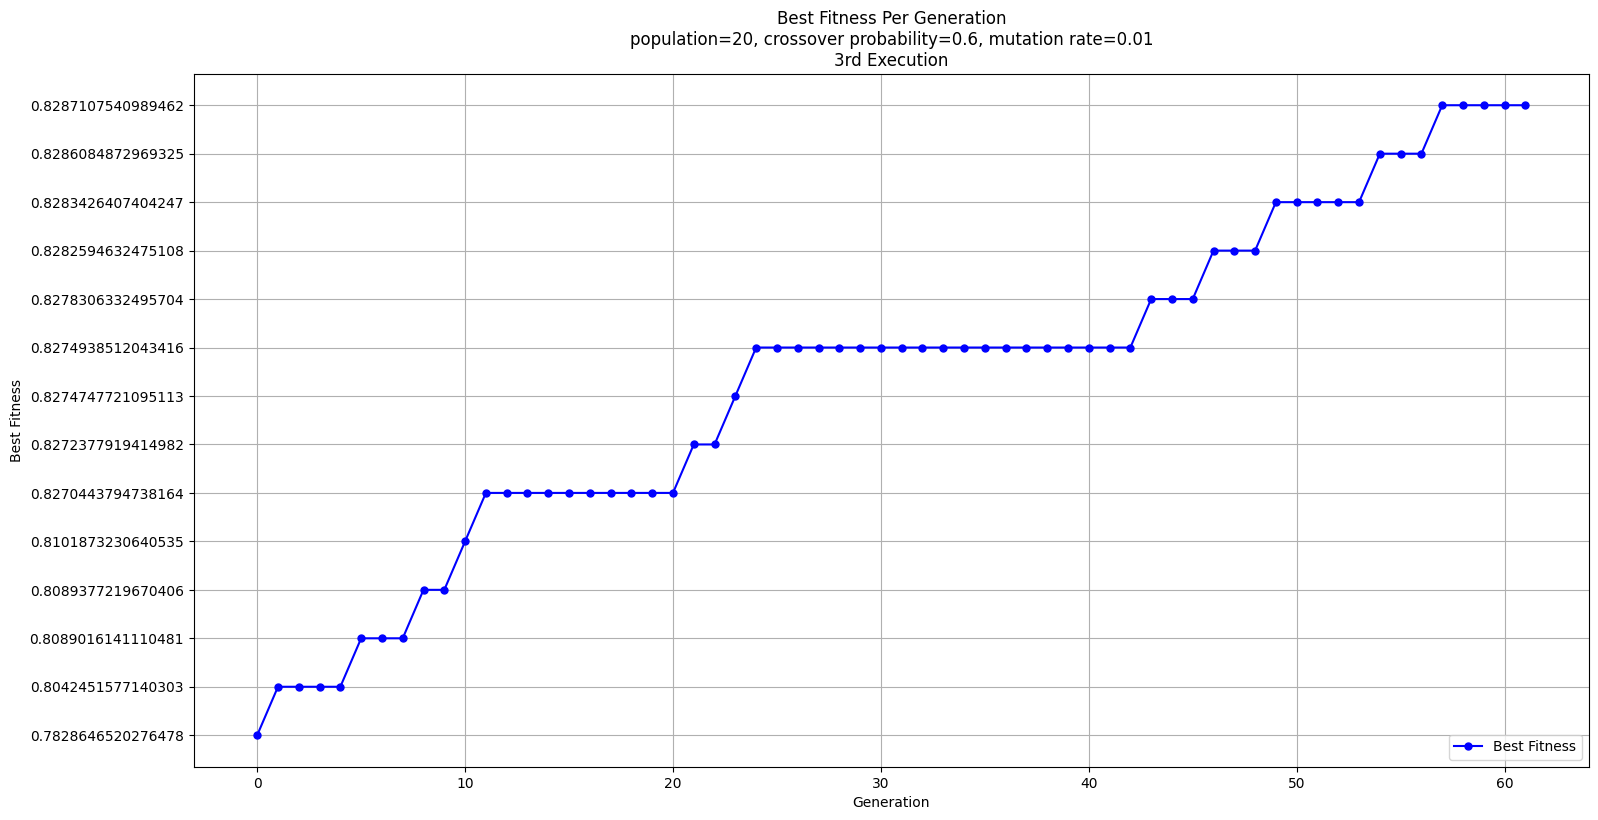 Best Fitness Per Generation
population=20, crossover probability=0.6, mutation rate=0.01
3rd Execution
0.8287107540989462
0.8286084872969325
0.8283426407404247
0.8282594632475108
0.8278306332495704
0.8274938512043416
0.8274747721095113
0.8272377919414982
0.8270443794738164
0.8101873230640535
0.8089377219670406
0.8089016141110481
0.8042451577140303
0.7828646520276478
Best Fitness
Best Fitness
0 10 20 30 40 50 60
Generation